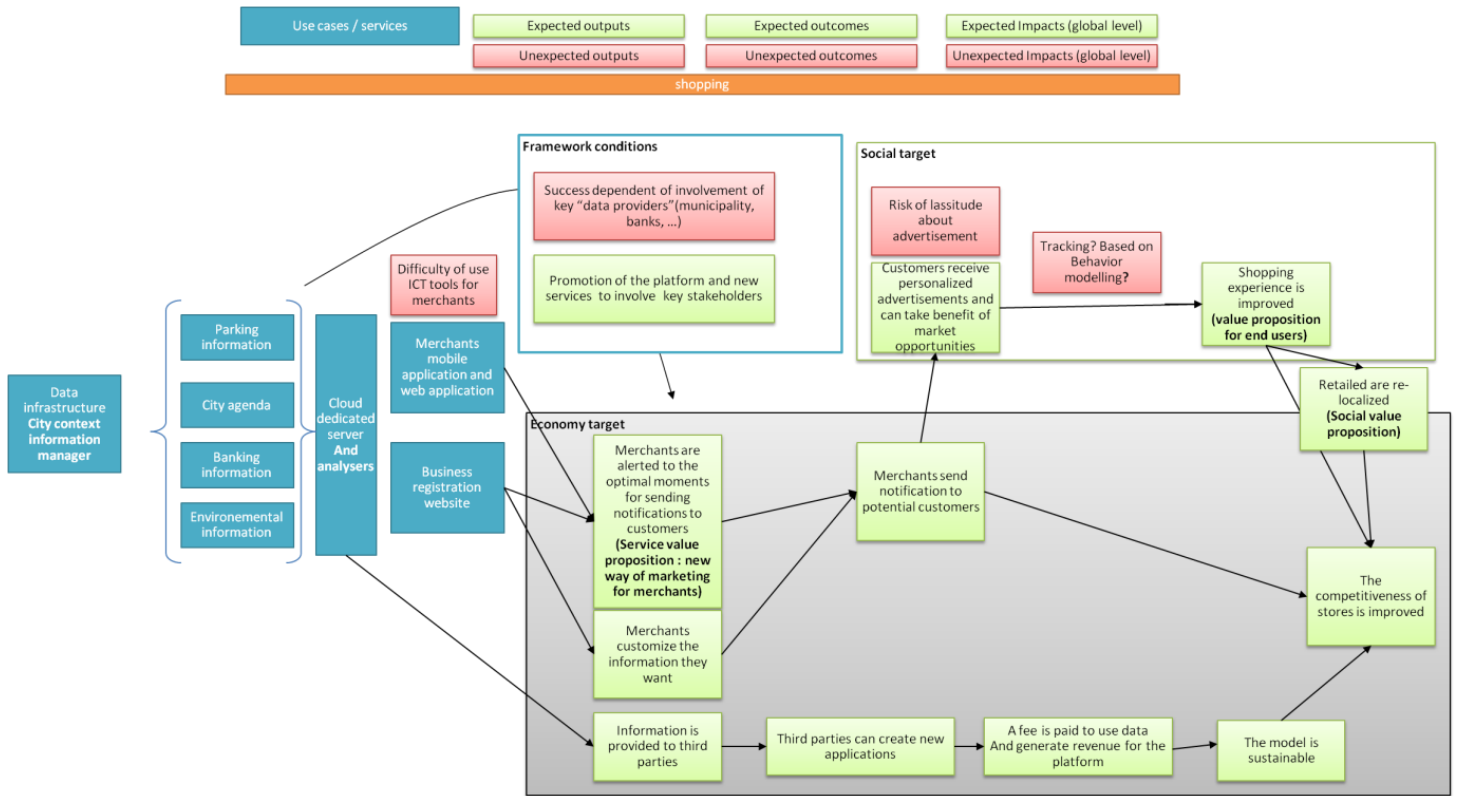 Use cases / services
Expected outputs
Expected outcomes
Expected Impacts (global level)
Unexpected outputs
Unexpected outcomes
Unexpected Impacts (global level)
shopping
Framework conditions
Success dependent of involvement of
key “data providers”(municipality,
banks, …)
Promotion of the platform and new
services to involve key stakeholders
Social target
Risk of lassitude
about
advertisement
Tracking? Based on
Behavior
modelling?
Customers receive
personalized
advertisements and
can take benefit of
market
opportunities
Shopping
experience is
improved
(value proposition
for end users)
Retailed are re-
localized
(Social value
proposition)
Difficulty of use
ICT tools for
merchants
Data
infrastructure
City context
information
manager
Parking
information
City agenda
Banking
information
Environemental
information
Cloud
dedicated
server
And
analysers
Merchants
mobile
application and
web application
Business
registration
website
Economy target
Merchants are
alerted to the
optimal moments
for sending
notifications to
customers
(Service value
proposition : new
way of marketing
for merchants)
Merchants
customize the
information they
want
Merchants send
notification to
potential customers
The
competitiveness of
stores is improved
Information is
provided to third
parties
Third parties can create new
applications
A fee is paid to use data
And generate revenue for the
platform
The model is
sustainable